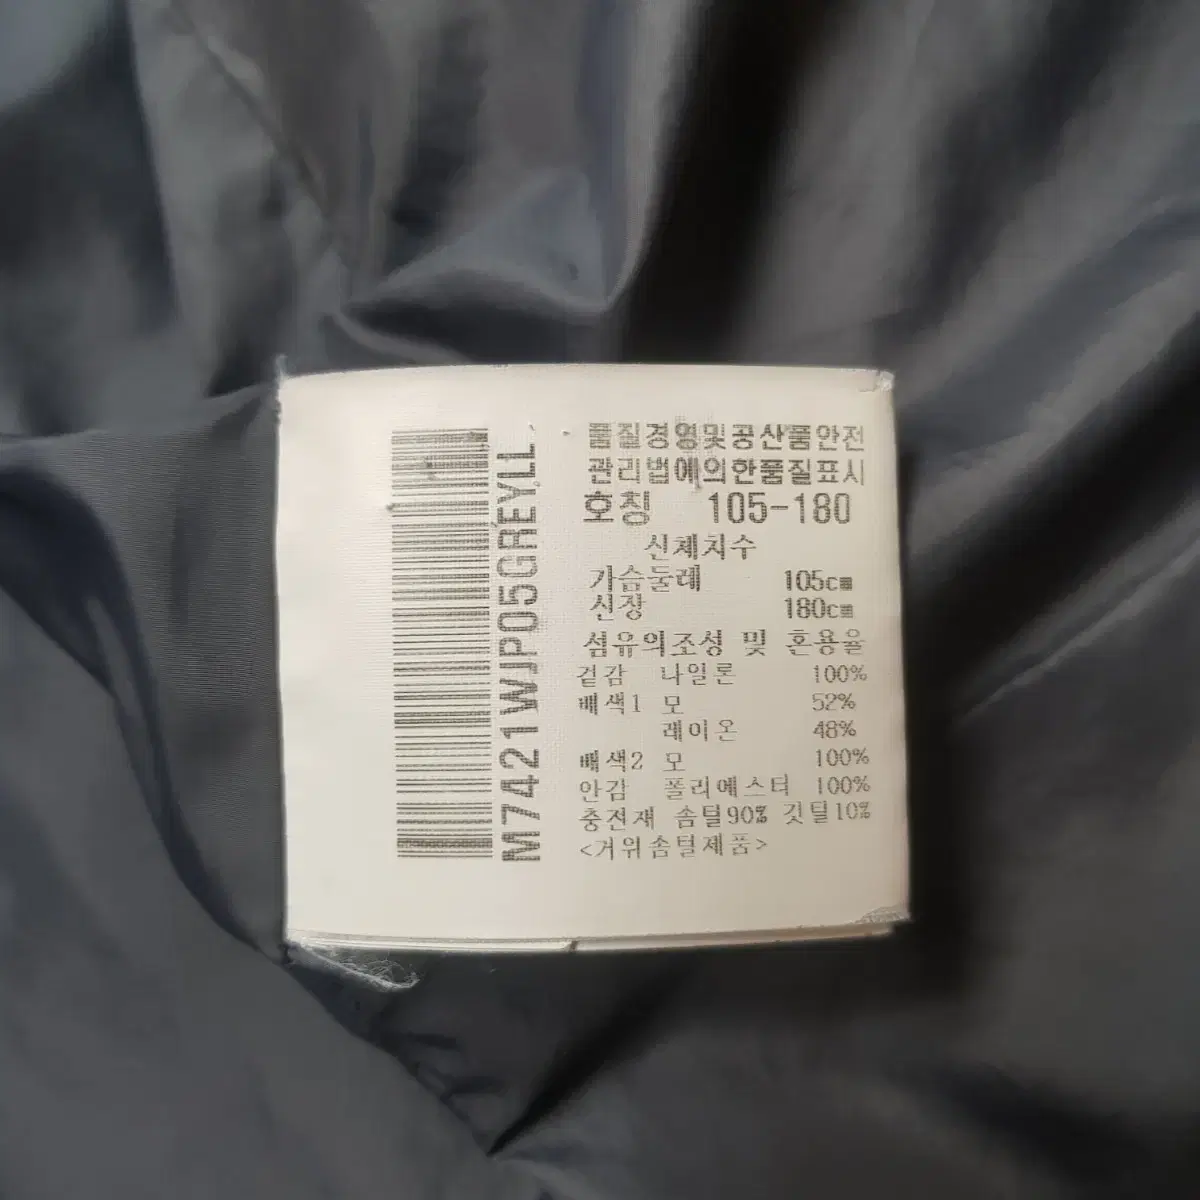 품질경영및공산품안전
관리법에의한품질표시
호칭 105-180
신체치수
가슴둘레 105cm
신장 180cm
섬유의조성 및 혼용율
겉감 나일론 100%
배색1 모 52%
레이온 48%
배색2 모 100%
안감 폴리에스터 100%
충전재 솜털90% 깃털10%
<거위솜털제품>
M7421WJP05GREYLL